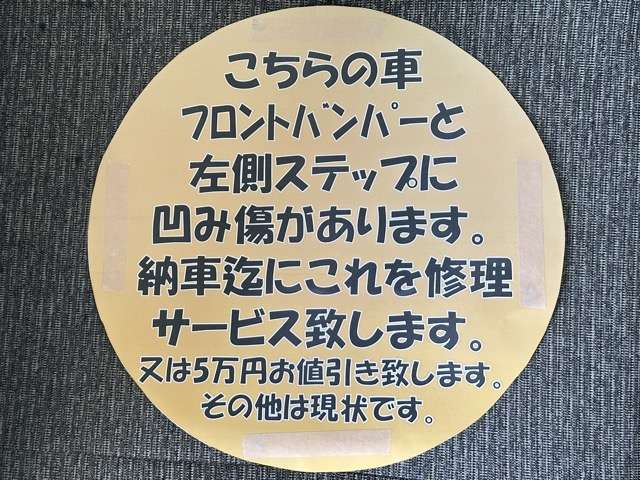 こちらの車
フロントバンパーと
左側ステップに
凹み傷があります。
納車迄にこれを修理
サービス致します。
又は5万円お値引き致します。
その他は現状です。